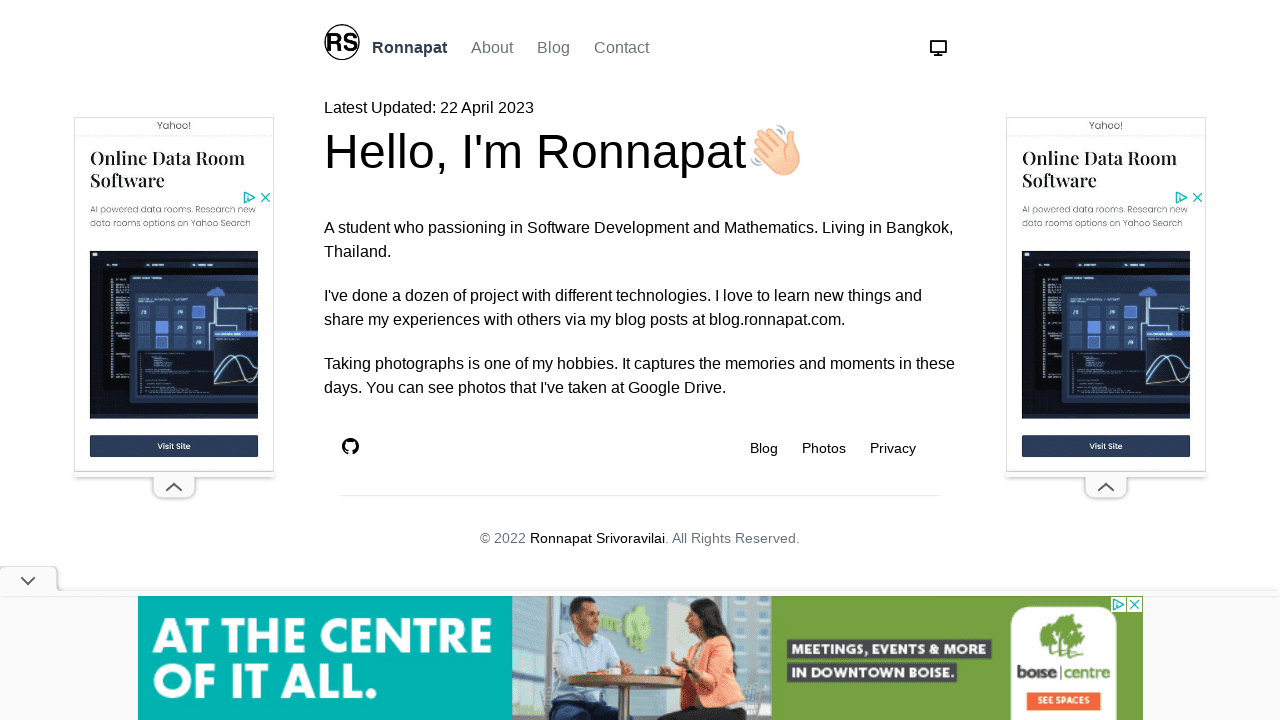 RS
Ronnapat
About
Blog
Contact
Latest Updated: 22 April 2023
Hello, I'm Ronnapat👋🏻
A student who passioning in Software Development and Mathematics. Living in Bangkok,
Thailand.
I've done a dozen of project with different technologies. I love to learn new things and
share my experiences with others via my blog posts at blog.ronnapat.com.
Taking photographs is one of my hobbies. It captures the memories and moments in these
days. You can see photos that I've taken at Google Drive.
Blog
Photos
Privacy
© 2022 Ronnapat Srivoravilai. All Rights Reserved.
Yahoo!
Online Data Room
Software
AI powered data rooms. Research new
data rooms options on Yahoo Search
Visit Site
Yahoo!
Online Data Room
Software
AI powered data rooms. Research new
data rooms options on Yahoo Search
Visit Site
AT THE CENTRE
OF IT ALL.
MEETINGS, EVENTS & MORE
IN DOWNTOWN BOISE.
boise centre
SEE SPACES